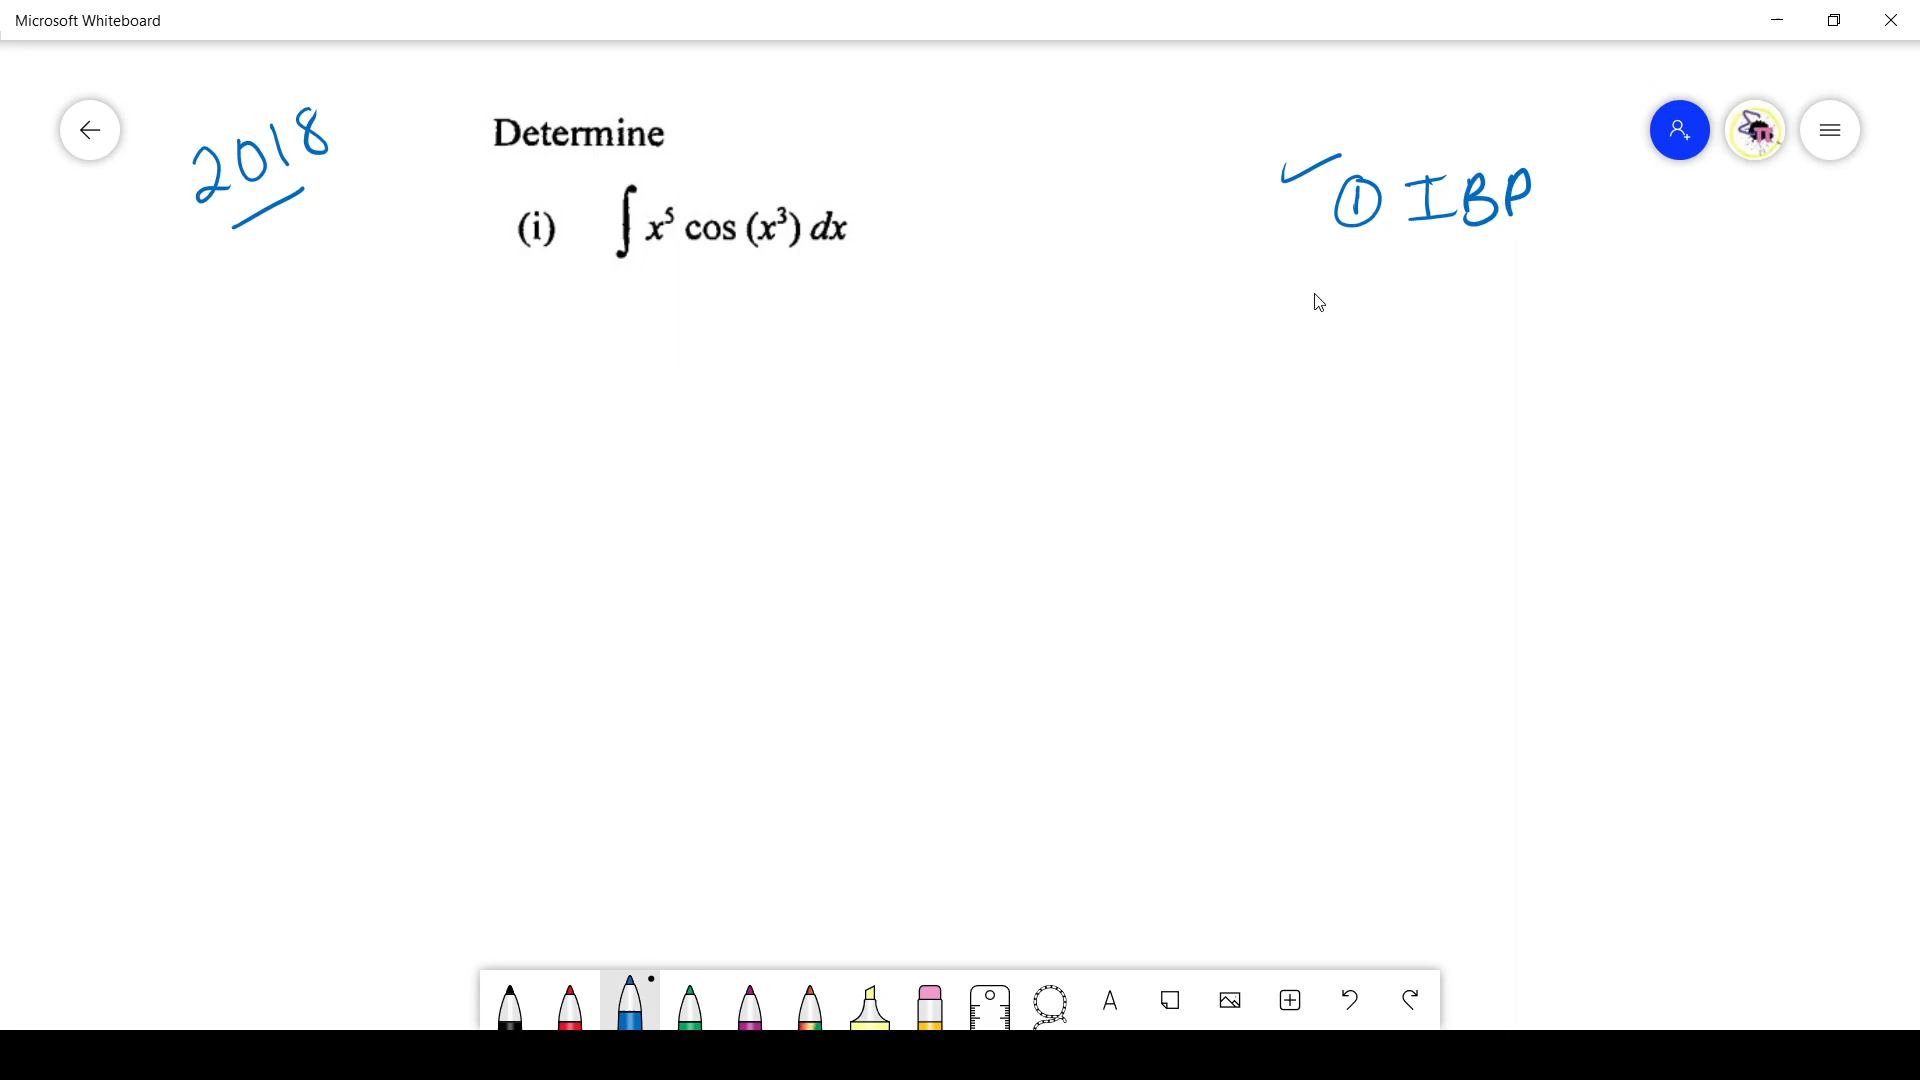 Microsoft Whiteboard
2018
Determine
(i) ∫ x⁵ cos (x³) dx
① IBP
A